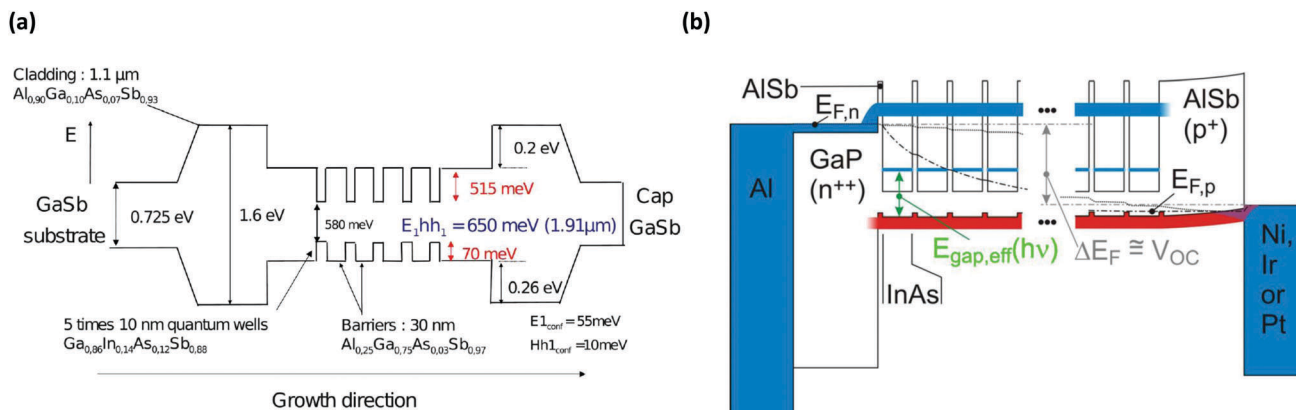 (a)
Cladding : 1.1 µm
Al0,90Ga0,10As0,07Sb0,93
E
GaSb
substrate
0.725 eV
1.6 eV
580 meV
515 meV
E1hh1 = 650 meV (1.91µm)
70 meV
0.2 eV
0.26 eV
Cap
GaSb
5 times 10 nm quantum wells
Ga0,86In0,14As0,12Sb0,88
Barriers : 30 nm
Al0,25Ga0,75As0,03Sb0,97
E1conf = 55meV
Hh1conf = 10meV
Growth direction
(b)
AlSb
EF,n
AlSb
(p+)
GaP
(n++)
Al
EF,p
Egap,eff(hν)
ΔEF ≅ VOC
InAs
Ni,
Ir
or
Pt